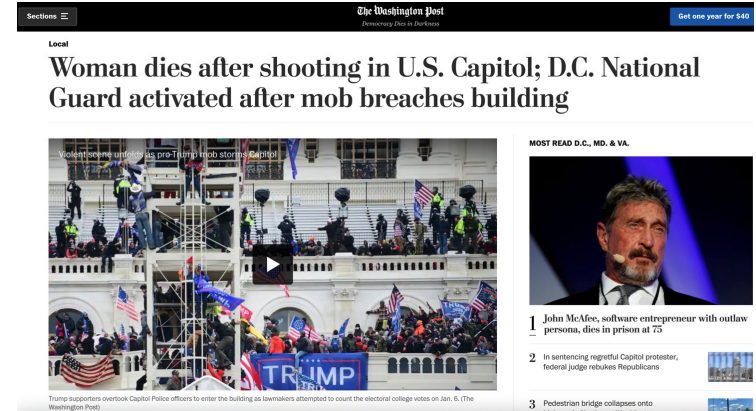 Sections
The Washington Post
Democracy Dies in Darkness
Get one year for $40
Local
Woman dies after shooting in U.S. Capitol; D.C. National
Guard activated after mob breaches building
Violent scene unfolds as pro-Trump mob storms Capitol
TRUMP
TRUMP
Trump supporters overtook Capitol Police officers to enter the building as lawmakers attempted to count the electoral college votes on Jan. 6. (The
Washington Post)
MOST READ D.C., MD. & VA.
1 John McAfee, software entrepreneur with outlaw
persona, dies in prison at 75
2 In sentencing regretful Capitol protester,
federal judge rebukes Republicans
3 Pedestrian bridge collapses onto